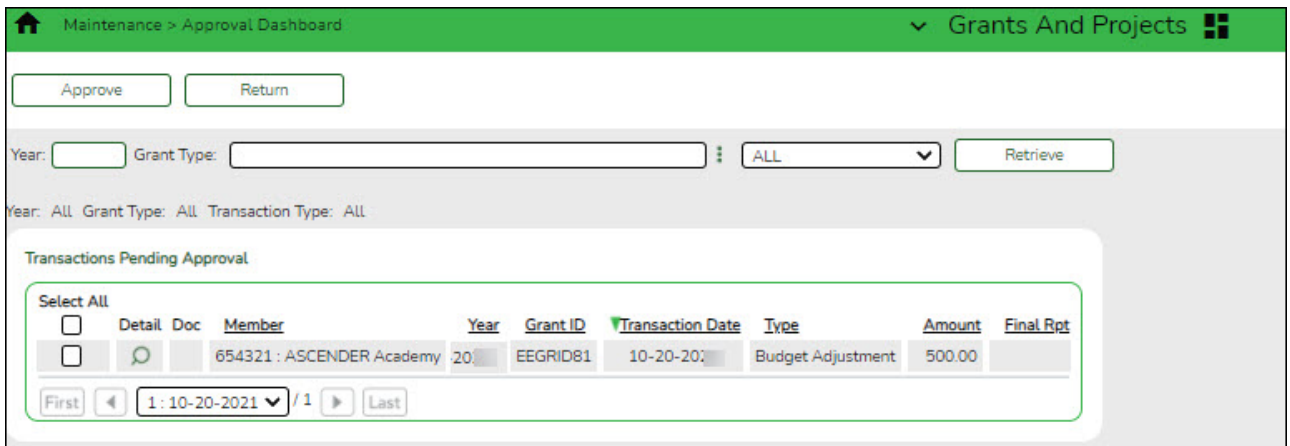 Maintenance > Approval Dashboard Grants And Projects
Approve Return
Year: Grant Type: ALL Retrieve
Year: All Grant Type: All Transaction Type: All
Transactions Pending Approval
Select All
Detail Doc Member Year Grant ID Transaction Date Type Amount Final Rpt
654321 : ASCENDER Academy EEGRID81 Budget Adjustment 500.00
First 1 : 10-20-2021 / 1 Last